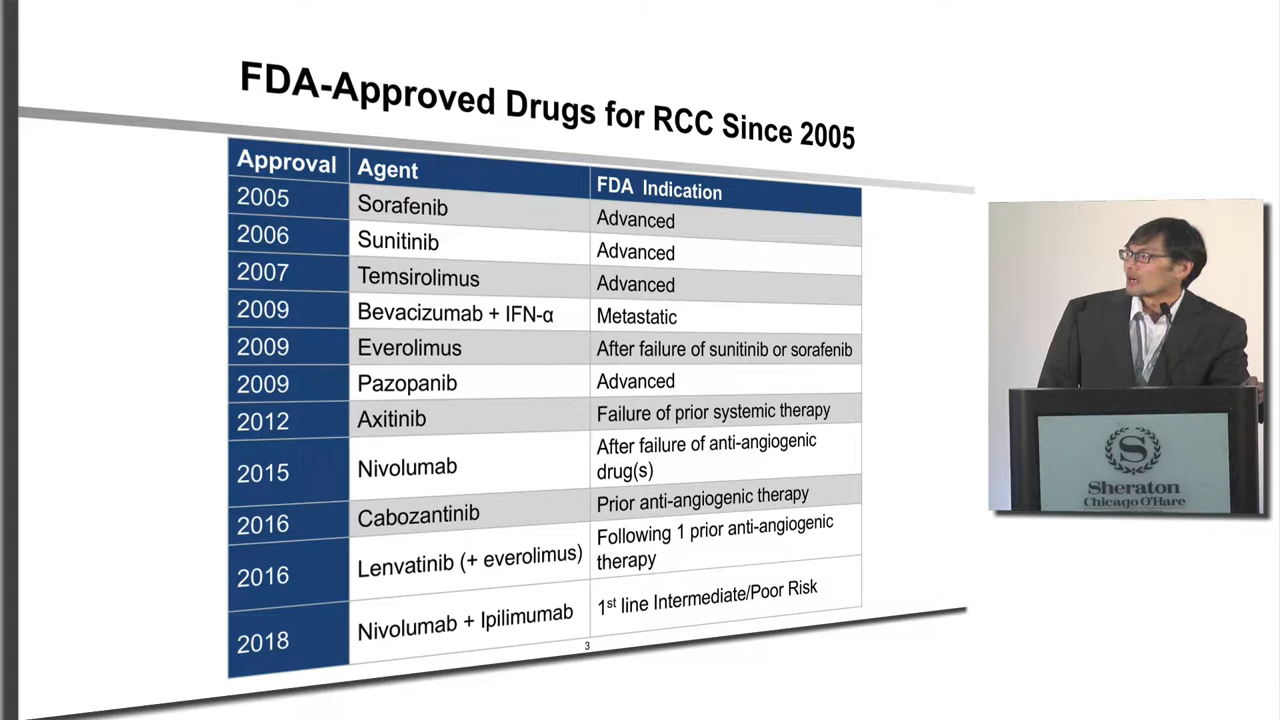 FDA-Approved Drugs for RCC Since 2005
Approval Agent FDA Indication
2005 Sorafenib Advanced
2006 Sunitinib Advanced
2007 Temsirolimus Advanced
2009 Bevacizumab + IFN-α Metastatic
2009 Everolimus After failure of sunitinib or sorafenib
2009 Pazopanib Advanced
2012 Axitinib Failure of prior systemic therapy
2015 Nivolumab After failure of anti-angiogenic
drug(s)
2016 Cabozantinib Prior anti-angiogenic therapy
2016 Lenvatinib (+ everolimus) Following 1 prior anti-angiogenic
therapy
2018 Nivolumab + Ipilimumab 1st line Intermediate/Poor Risk
3
S
Sheraton
Chicago O'Hare